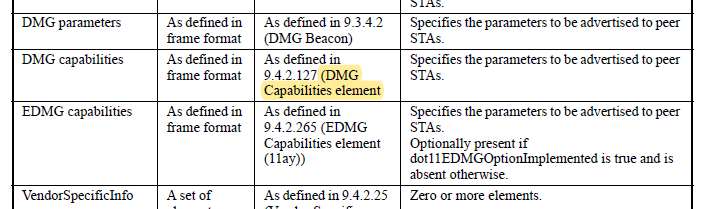 STAs.
DMG parameters As defined in As defined in 9.3.4.2 Specifies the parameters to be advertised to peer
frame format (DMG Beacon) STAs.
DMG capabilities As defined in As defined in Specifies the parameters to be advertised to peer
frame format 9.4.2.127 (DMG STAs.
Capabilities element
EDMG capabilities As defined in As defined in Specifies the parameters to be advertised to peer
frame format 9.4.2.265 (EDMG STAs.
Capabilities element Optionally present if
(11ay)) dot11EDMGOptionImplemented is true and is
absent otherwise.
VendorSpecificInfo A set of As defined in 9.4.2.25 Zero or more elements.